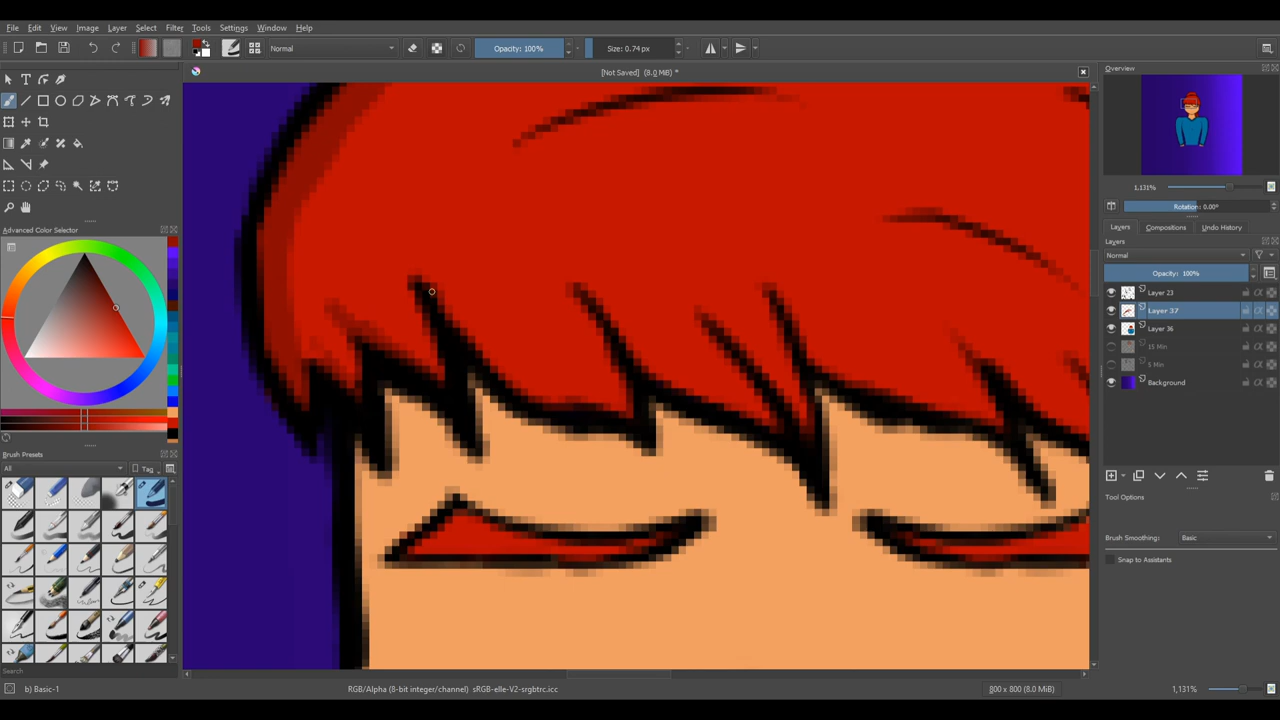 File Edit View Image Layer Select Filter Tools Settings Window Help
Normal Opacity: 100% Size: 0.74 px
[Not Saved] (8.0 MiB) *
Overview
1,131%
Rotation: 0.00°
Layers Compositions Undo History
Layers
Normal
Opacity: 100%
Layer 23
Layer 37
Layer 36
15 Min
5 Min
Background
Tool Options
Brush Smoothing: Basic
Snap to Assistants
Advanced Color Selector
Brush Presets
All Tag
Search
b) Basic-1
RGB/Alpha (8-bit integer/channel) sRGB-elle-V2-srgbtrc.icc
800 x 800 (8.0 MiB)
1,131%